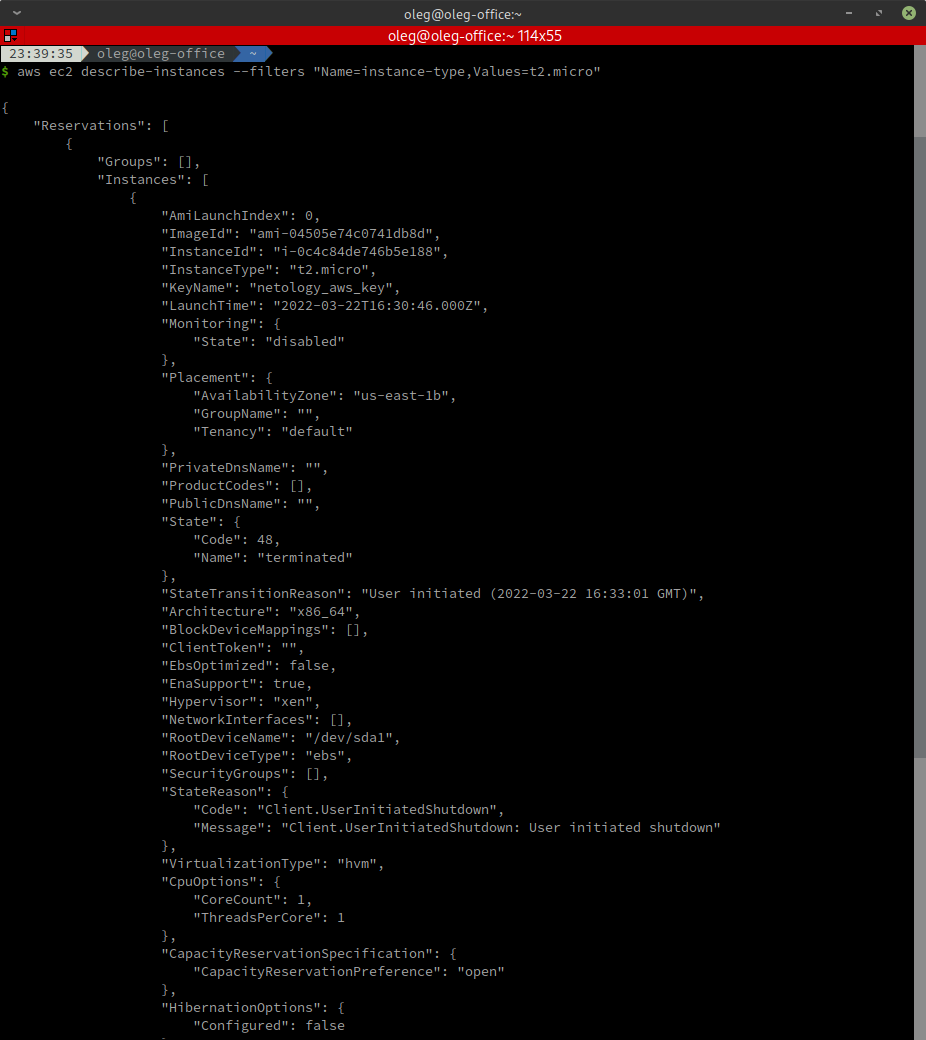 oleg@oleg-office:~
oleg@oleg-office:~ 114x55
23:39:35 oleg@oleg-office ~
$ aws ec2 describe-instances --filters "Name=instance-type,Values=t2.micro"
{
    "Reservations": [
        {
            "Groups": [],
            "Instances": [
                {
                    "AmiLaunchIndex": 0,
                    "ImageId": "ami-04505e74c0741db8d",
                    "InstanceId": "i-0c4c84de746b5e188",
                    "InstanceType": "t2.micro",
                    "KeyName": "netology_aws_key",
                    "LaunchTime": "2022-03-22T16:30:46.000Z",
                    "Monitoring": {
                        "State": "disabled"
                    },
                    "Placement": {
                        "AvailabilityZone": "us-east-1b",
                        "GroupName": "",
                        "Tenancy": "default"
                    },
                    "PrivateDnsName": "",
                    "ProductCodes": [],
                    "PublicDnsName": "",
                    "State": {
                        "Code": 48,
                        "Name": "terminated"
                    },
                    "StateTransitionReason": "User initiated (2022-03-22 16:33:01 GMT)",
                    "Architecture": "x86_64",
                    "BlockDeviceMappings": [],
                    "ClientToken": "",
                    "EbsOptimized": false,
                    "EnaSupport": true,
                    "Hypervisor": "xen",
                    "NetworkInterfaces": [],
                    "RootDeviceName": "/dev/sda1",
                    "RootDeviceType": "ebs",
                    "SecurityGroups": [],
                    "StateReason": {
                        "Code": "Client.UserInitiatedShutdown",
                        "Message": "Client.UserInitiatedShutdown: User initiated shutdown"
                    },
                    "VirtualizationType": "hvm",
                    "CpuOptions": {
                        "CoreCount": 1,
                        "ThreadsPerCore": 1
                    },
                    "CapacityReservationSpecification": {
                        "CapacityReservationPreference": "open"
                    },
                    "HibernationOptions": {
                        "Configured": false